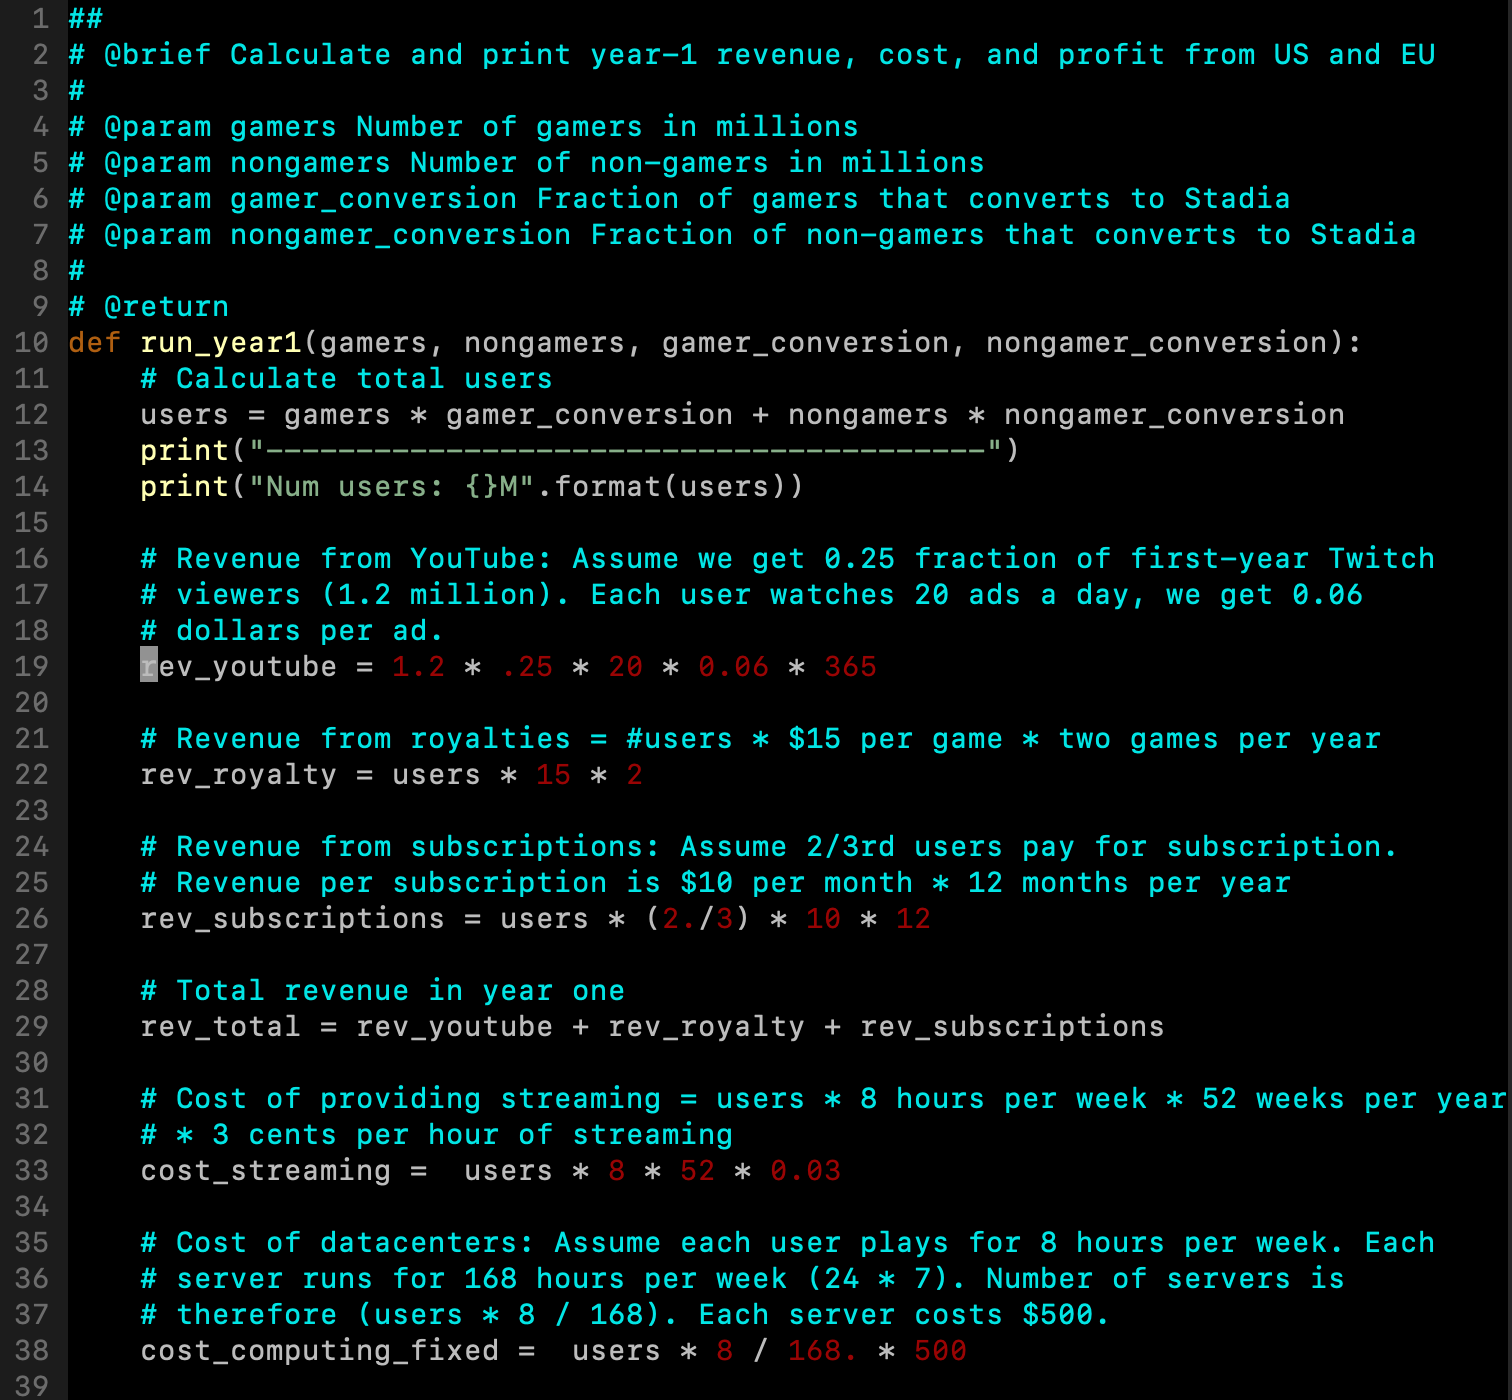 1 ##
2 # @brief Calculate and print year-1 revenue, cost, and profit from US and EU
3 #
4 # @param gamers Number of gamers in millions
5 # @param nongamers Number of non-gamers in millions
6 # @param gamer_conversion Fraction of gamers that converts to Stadia
7 # @param nongamer_conversion Fraction of non-gamers that converts to Stadia
8 #
9 # @return
10 def run_year1(gamers, nongamers, gamer_conversion, nongamer_conversion):
11     # Calculate total users
12     users = gamers * gamer_conversion + nongamers * nongamer_conversion
13     print("----------------------------------------")
14     print("Num users: {}M".format(users))
15
16     # Revenue from YouTube: Assume we get 0.25 fraction of first-year Twitch
17     # viewers (1.2 million). Each user watches 20 ads a day, we get 0.06
18     # dollars per ad.
19     rev_youtube = 1.2 * .25 * 20 * 0.06 * 365
20
21     # Revenue from royalties = #users * $15 per game * two games per year
22     rev_royalty = users * 15 * 2
23
24     # Revenue from subscriptions: Assume 2/3rd users pay for subscription.
25     # Revenue per subscription is $10 per month * 12 months per year
26     rev_subscriptions = users * (2./3) * 10 * 12
27
28     # Total revenue in year one
29     rev_total = rev_youtube + rev_royalty + rev_subscriptions
30
31     # Cost of providing streaming = users * 8 hours per week * 52 weeks per year
32     # * 3 cents per hour of streaming
33     cost_streaming =  users * 8 * 52 * 0.03
34
35     # Cost of datacenters: Assume each user plays for 8 hours per week. Each
36     # server runs for 168 hours per week (24 * 7). Number of servers is
37     # therefore (users * 8 / 168). Each server costs $500.
38     cost_computing_fixed =  users * 8 / 168. * 500
39